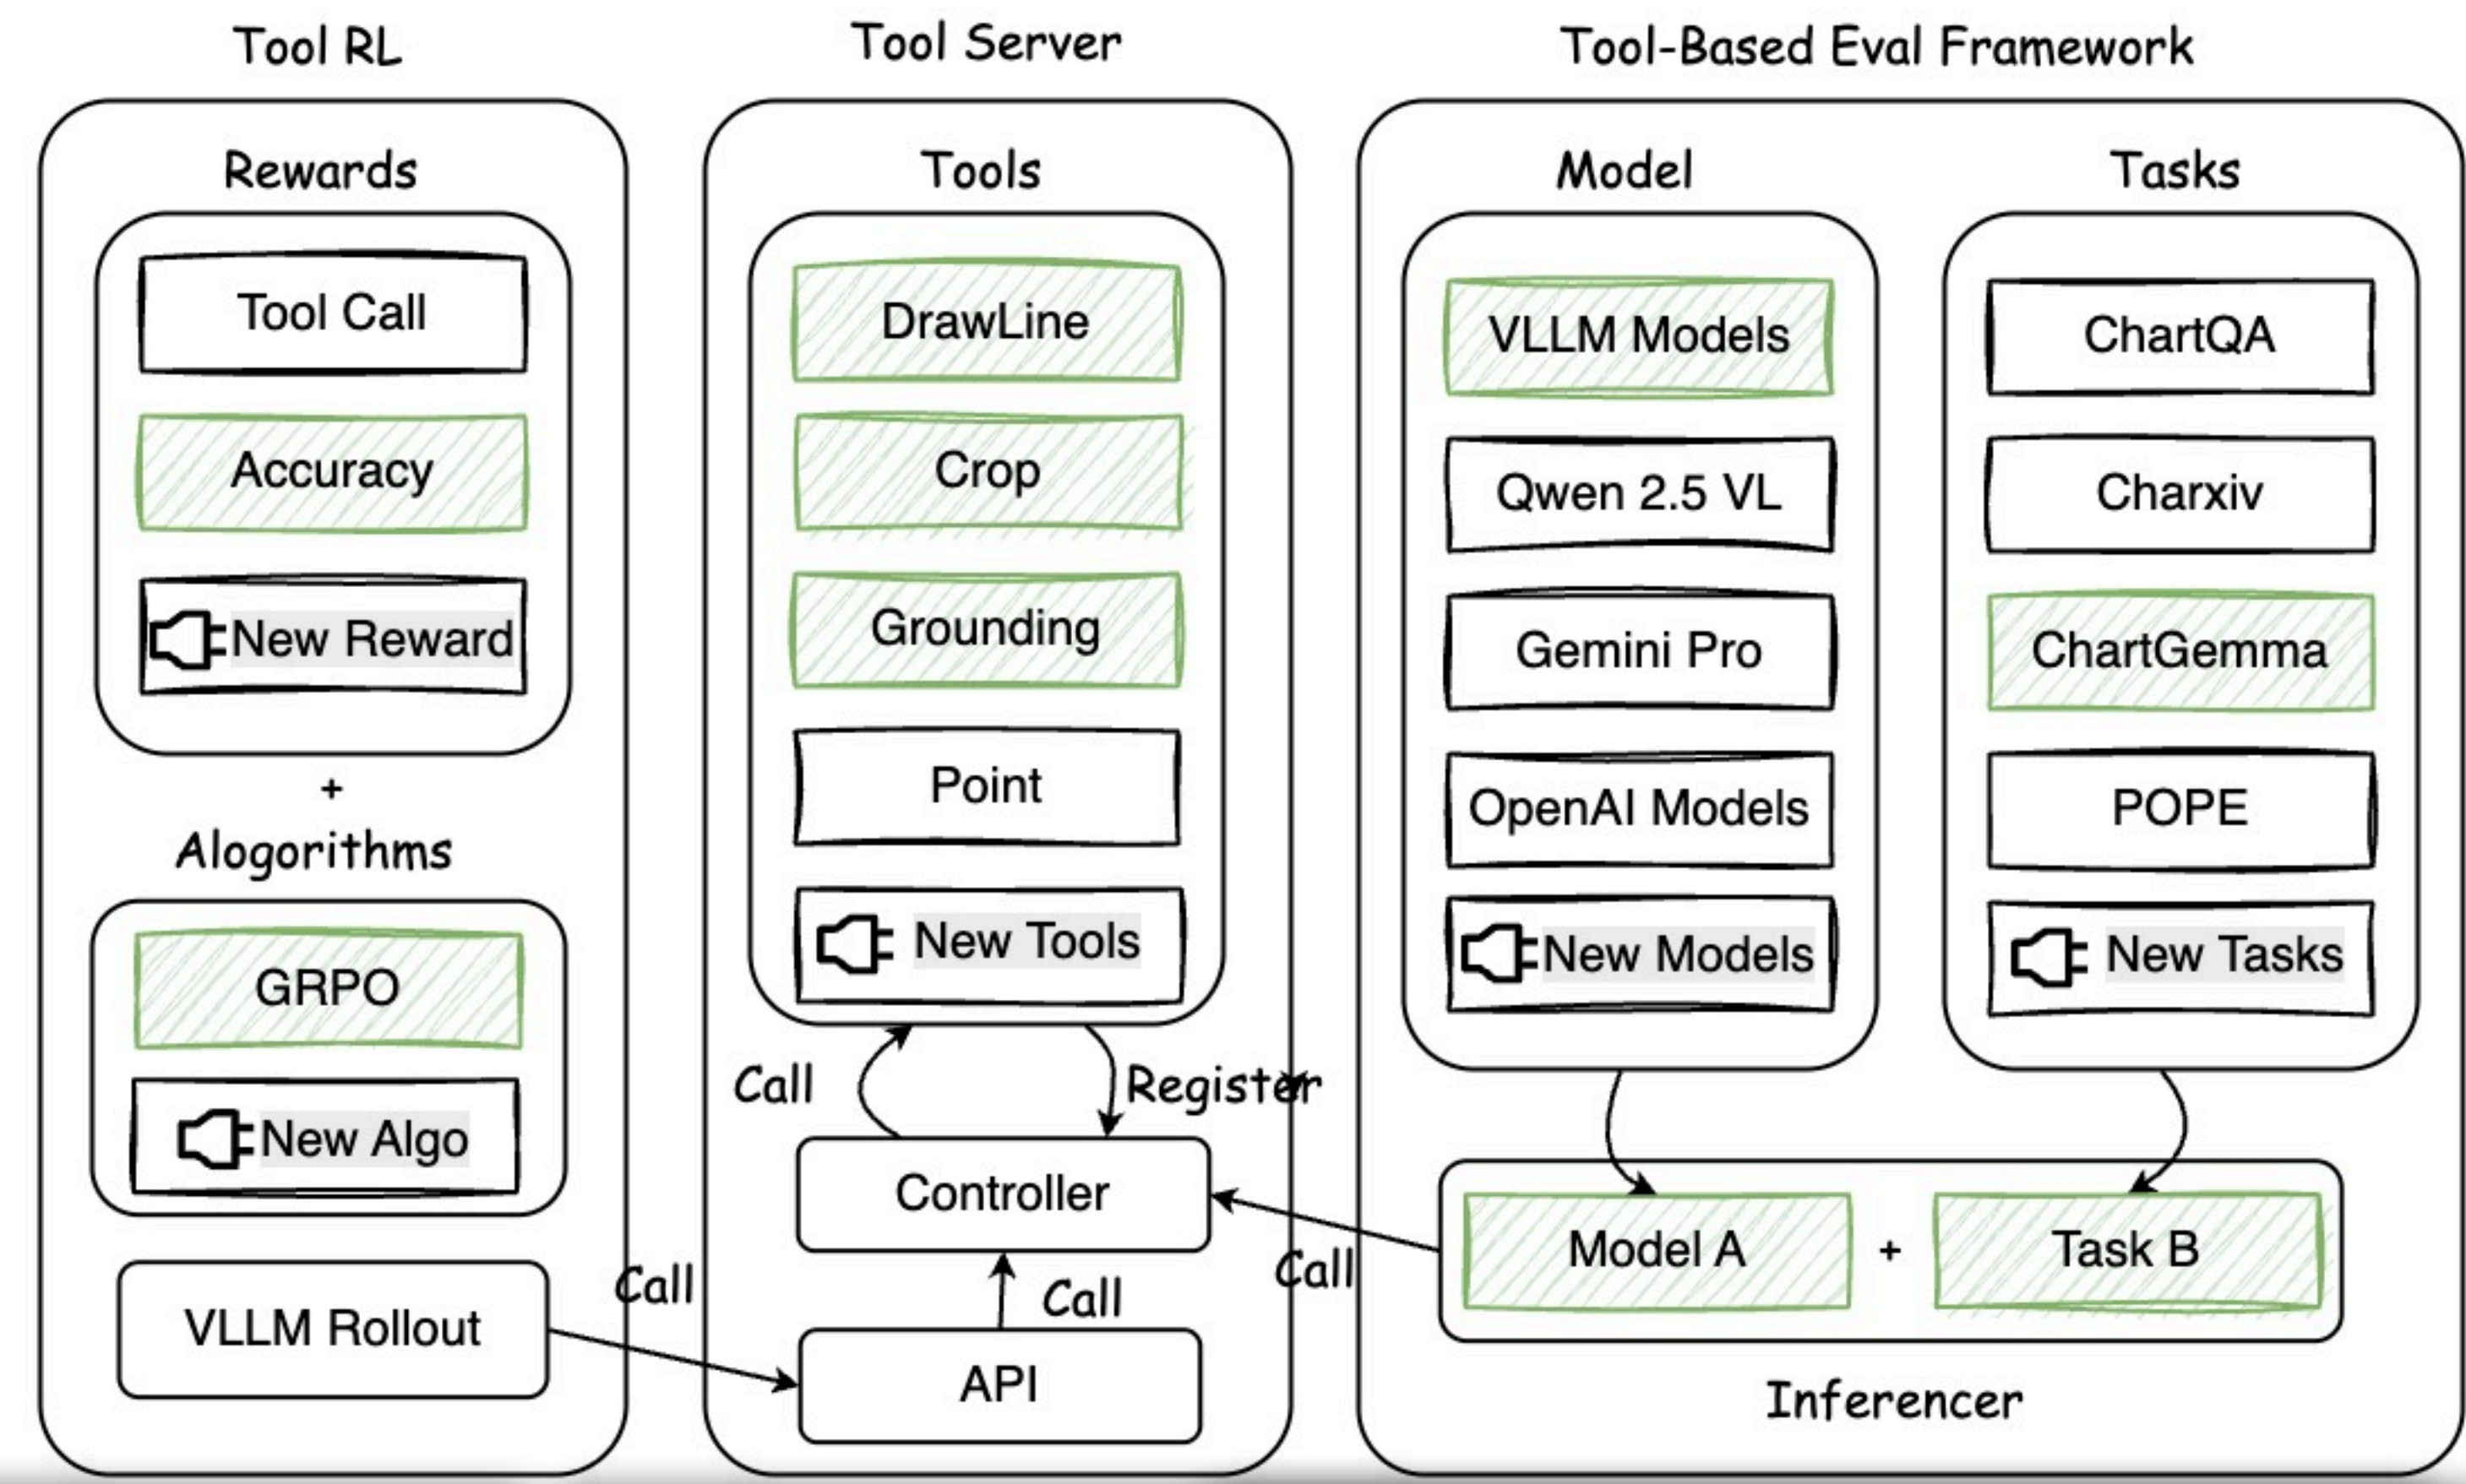 Tool RL
Rewards
Tool Call
Accuracy
New Reward
+
Alogorithms
GRPO
New Algo
VLLM Rollout
Call
Tool Server
Tools
DrawLine
Crop
Grounding
Point
New Tools
Call
Register
Controller
Call
API
Tool-Based Eval Framework
Model
VLLM Models
Qwen 2.5 VL
Gemini Pro
OpenAI Models
New Models
Tasks
ChartQA
Charxiv
ChartGemma
POPE
New Tasks
Call
Model A
+
Task B
Inferencer